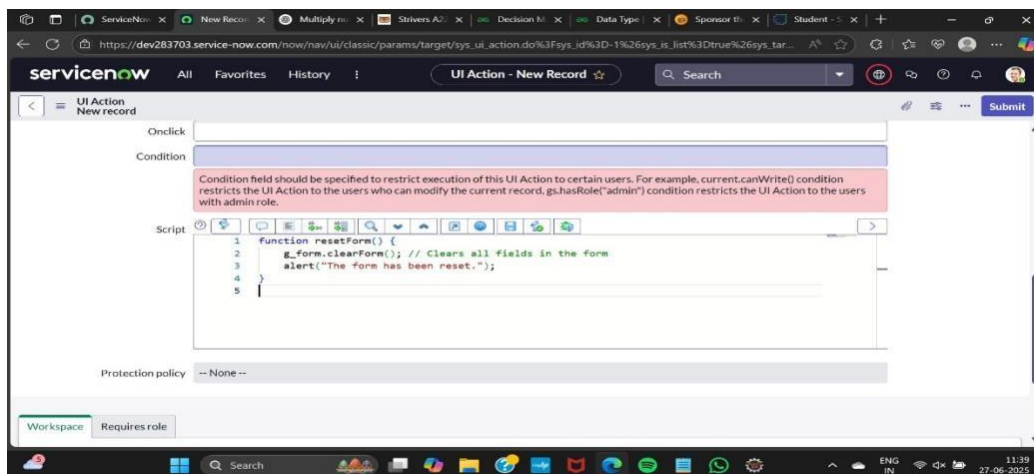 ServiceNow
New Recor
Multiply nu
Strivers A2
Decision M
Data Type
Sponsor th
Student - S
https://dev283703.service-now.com/now/nav/ui/classic/params/target/sys_ui_action.do%3Fsys_id%3D-1%26sys_is_list%3Dtrue%26sys_tar...
servicenow All Favorites History UI Action - New Record Search
UI Action
New record
Submit
Onclick
Condition
Condition field should be specified to restrict execution of this UI Action to certain users. For example, current.canWrite() condition
restricts the UI Action to the users who can modify the current record, gs.hasRole("admin") condition restricts the UI Action to the users
with admin role.
Script
1 function resetForm() {
2 g_form.clearForm(); // Clears all fields in the form
3 alert("The form has been reset.");
4 }
5
Protection policy -- None --
Workspace Requires role
Search
ENG 11:39
IN 27-06-2025